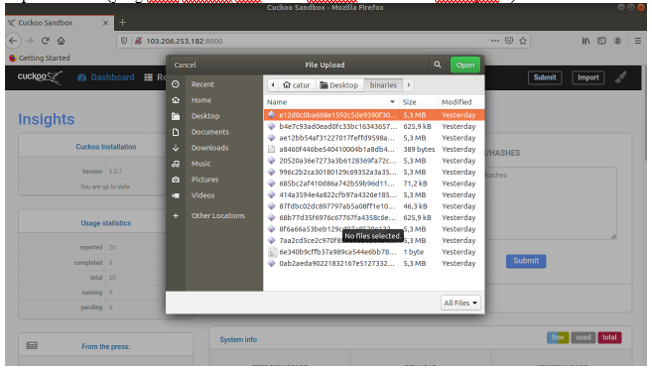 Cuckoo Sandbox - Mozilla Firefox
Cuckoo Sandbox
103.206.253.182:8000
Getting Started
cuckoo
Dashboard
Re
Submit
Import
Insights
Cuckoo Installation
Version 2.0.7
You are up to date
Usage statistics
reported 20
completed 0
total 20
running 0
pending 0
From the press:
Cancel
File Upload
Open
Recent
Home
Desktop
Documents
Downloads
Music
Pictures
Videos
Other Locations
catur
Desktop
binaries
Name
Size
Modified
e12d0c0ba668e1592c5de9390f30... 5,3 MB Yesterday
b4e7c93ad0ead0fc33bc16343657... 625,9 kB Yesterday
ae12bb54af31227017feffd9598a... 5,3 MB Yesterday
a8460f446be540410004b1a8db4... 389 bytes Yesterday
20520a36e7273a3b6128369fa72c... 5,3 MB Yesterday
996c2b2ca30180129c69352a3a35... 5,3 MB Yesterday
685bc2af410d86a742b59b96d11... 71,2 kB Yesterday
414a3594e4a822cfb97a4326e185... 5,3 MB Yesterday
87fdbc02dc897797ab5a08ff1e10... 46,3 kB Yesterday
68b77d35f6976c67767fa4358c6e... 625,9 kB Yesterday
5,3 MB Yesterday
No files selected.
5,3 MB Yesterday
6e340b9cffb37a989ca544e6bb78... 1 byte Yesterday
0ab2aeda90221832167e5127332... 5,3 MB Yesterday
All Files
/HASHES
hashes
Submit
System info
free
used
total